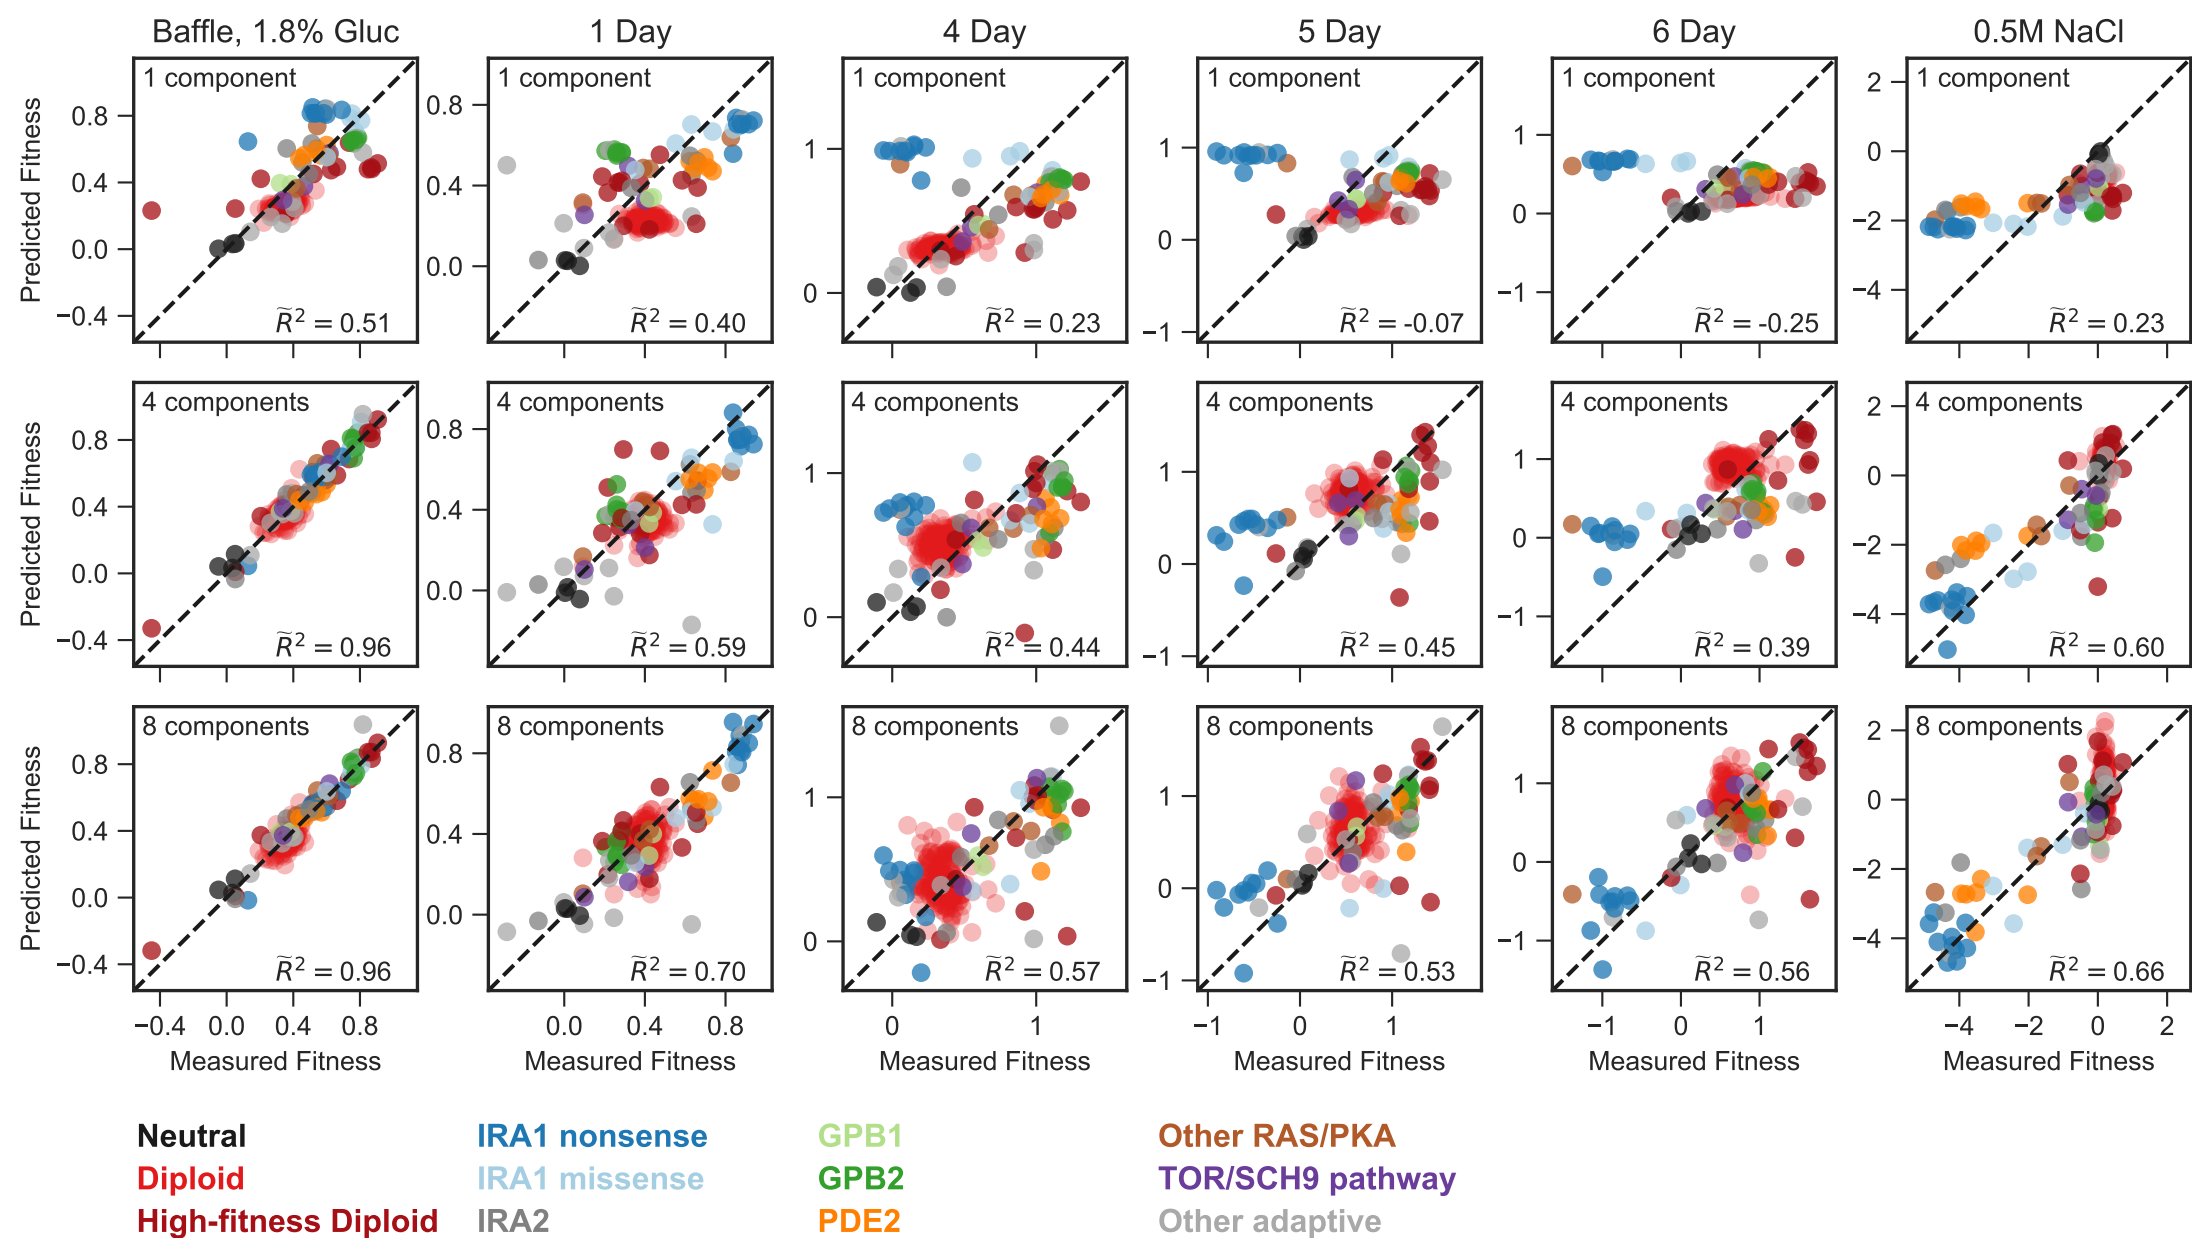 Baffle, 1.8% Gluc 1 Day 4 Day 5 Day 6 Day 0.5M NaCl
Predicted Fitness
1 component 1 component 1 component 1 component 1 component 1 component
0.8 0.8 1 1 1 2
0.4 0.4 0 0 0 0
0.0 0.0 −1 −1 −2
−0.4 −4
R̃² = 0.51 R̃² = 0.40 R̃² = 0.23 R̃² = -0.07 R̃² = -0.25 R̃² = 0.23
Predicted Fitness
4 components 4 components 4 components 4 components 4 components 4 components
0.8 0.8 1 1 1 2
0.4 0.4 0 0 0 0
0.0 0.0 −1 −1 −2
−0.4 −4
R̃² = 0.96 R̃² = 0.59 R̃² = 0.44 R̃² = 0.45 R̃² = 0.39 R̃² = 0.60
Predicted Fitness
8 components 8 components 8 components 8 components 8 components 8 components
0.8 0.8 1 1 1 2
0.4 0.4 0 0 0 0
0.0 0.0 −1 −1 −2
−0.4 −4
R̃² = 0.96 R̃² = 0.70 R̃² = 0.57 R̃² = 0.53 R̃² = 0.56 R̃² = 0.66
−0.4 0.0 0.4 0.8 0.0 0.4 0.8 0 1 −1 0 1 −1 0 1 −4 −2 0 2
Measured Fitness Measured Fitness Measured Fitness Measured Fitness Measured Fitness Measured Fitness
Neutral IRA1 nonsense GPB1 Other RAS/PKA
Diploid IRA1 missense GPB2 TOR/SCH9 pathway
High-fitness Diploid IRA2 PDE2 Other adaptive